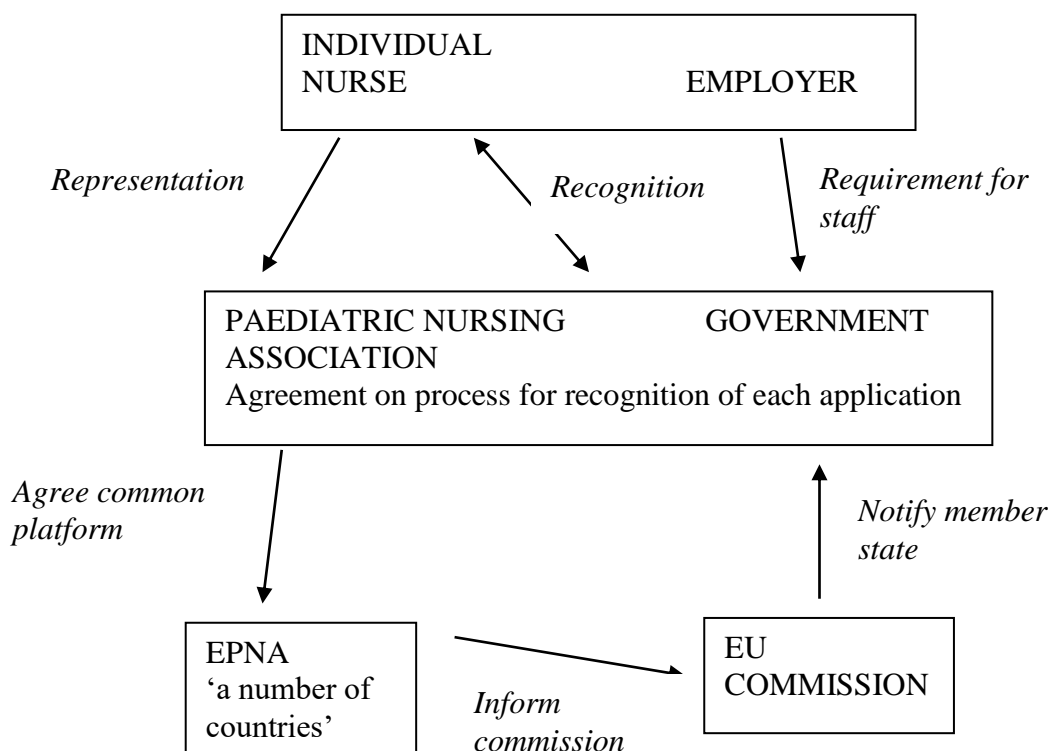 INDIVIDUAL
NURSE EMPLOYER
Representation
Recognition
Requirement for
staff
PAEDIATRIC NURSING GOVERNMENT
ASSOCIATION
Agreement on process for recognition of each application
Agree common
platform
Notify member
state
EPNA
‘a number of
countries’
Inform
commission
EU
COMMISSION